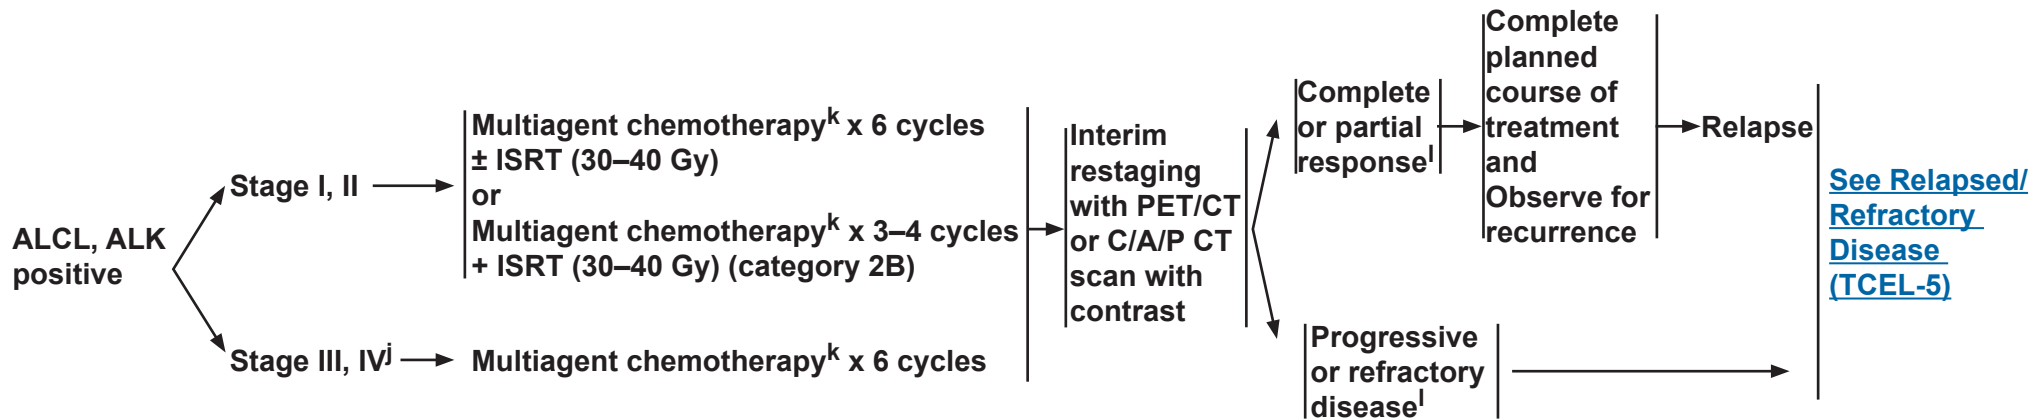 ALCL, ALK
positive
Stage I, II
Multiagent chemotherapyk x 6 cycles
± ISRT (30–40 Gy)
or
Multiagent chemotherapyk x 3–4 cycles
+ ISRT (30–40 Gy) (category 2B)
Stage III, IVj
Multiagent chemotherapyk x 6 cycles
Interim
restaging
with PET/CT
or C/A/P CT
scan with
contrast
Complete
or partial
responsel
Complete
planned
course of
treatment
and
Observe for
recurrence
Relapse
Progressive
or refractory
diseasel
See Relapsed/
Refractory
Disease
(TCEL-5)